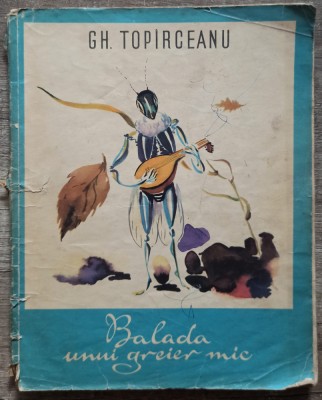 GH. TOPÎRCEANU
Balada
unui greier mic